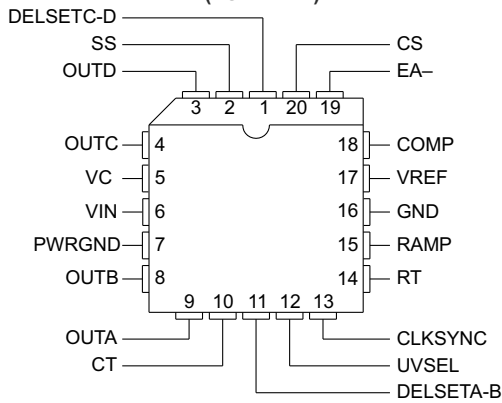 DELSETC-D
SS
CS
OUTD
EA–
3 2 1 20 19
OUTC 4 18 COMP
VC 5 17 VREF
VIN 6 16 GND
PWRGND 7 15 RAMP
OUTB 8 14 RT
9 10 11 12 13
OUTA
CLKSYNC
CT
UVSEL
DELSETA-B